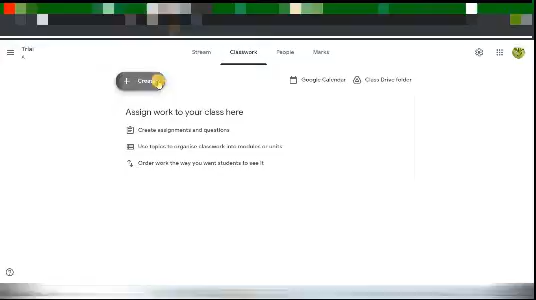 Trial
A
Stream Classwork People Marks
+ Create
Google Calendar Class Drive folder
Assign work to your class here
Create assignments and questions
Use topics to organise classwork into modules or units
Order work the way you want students to see it